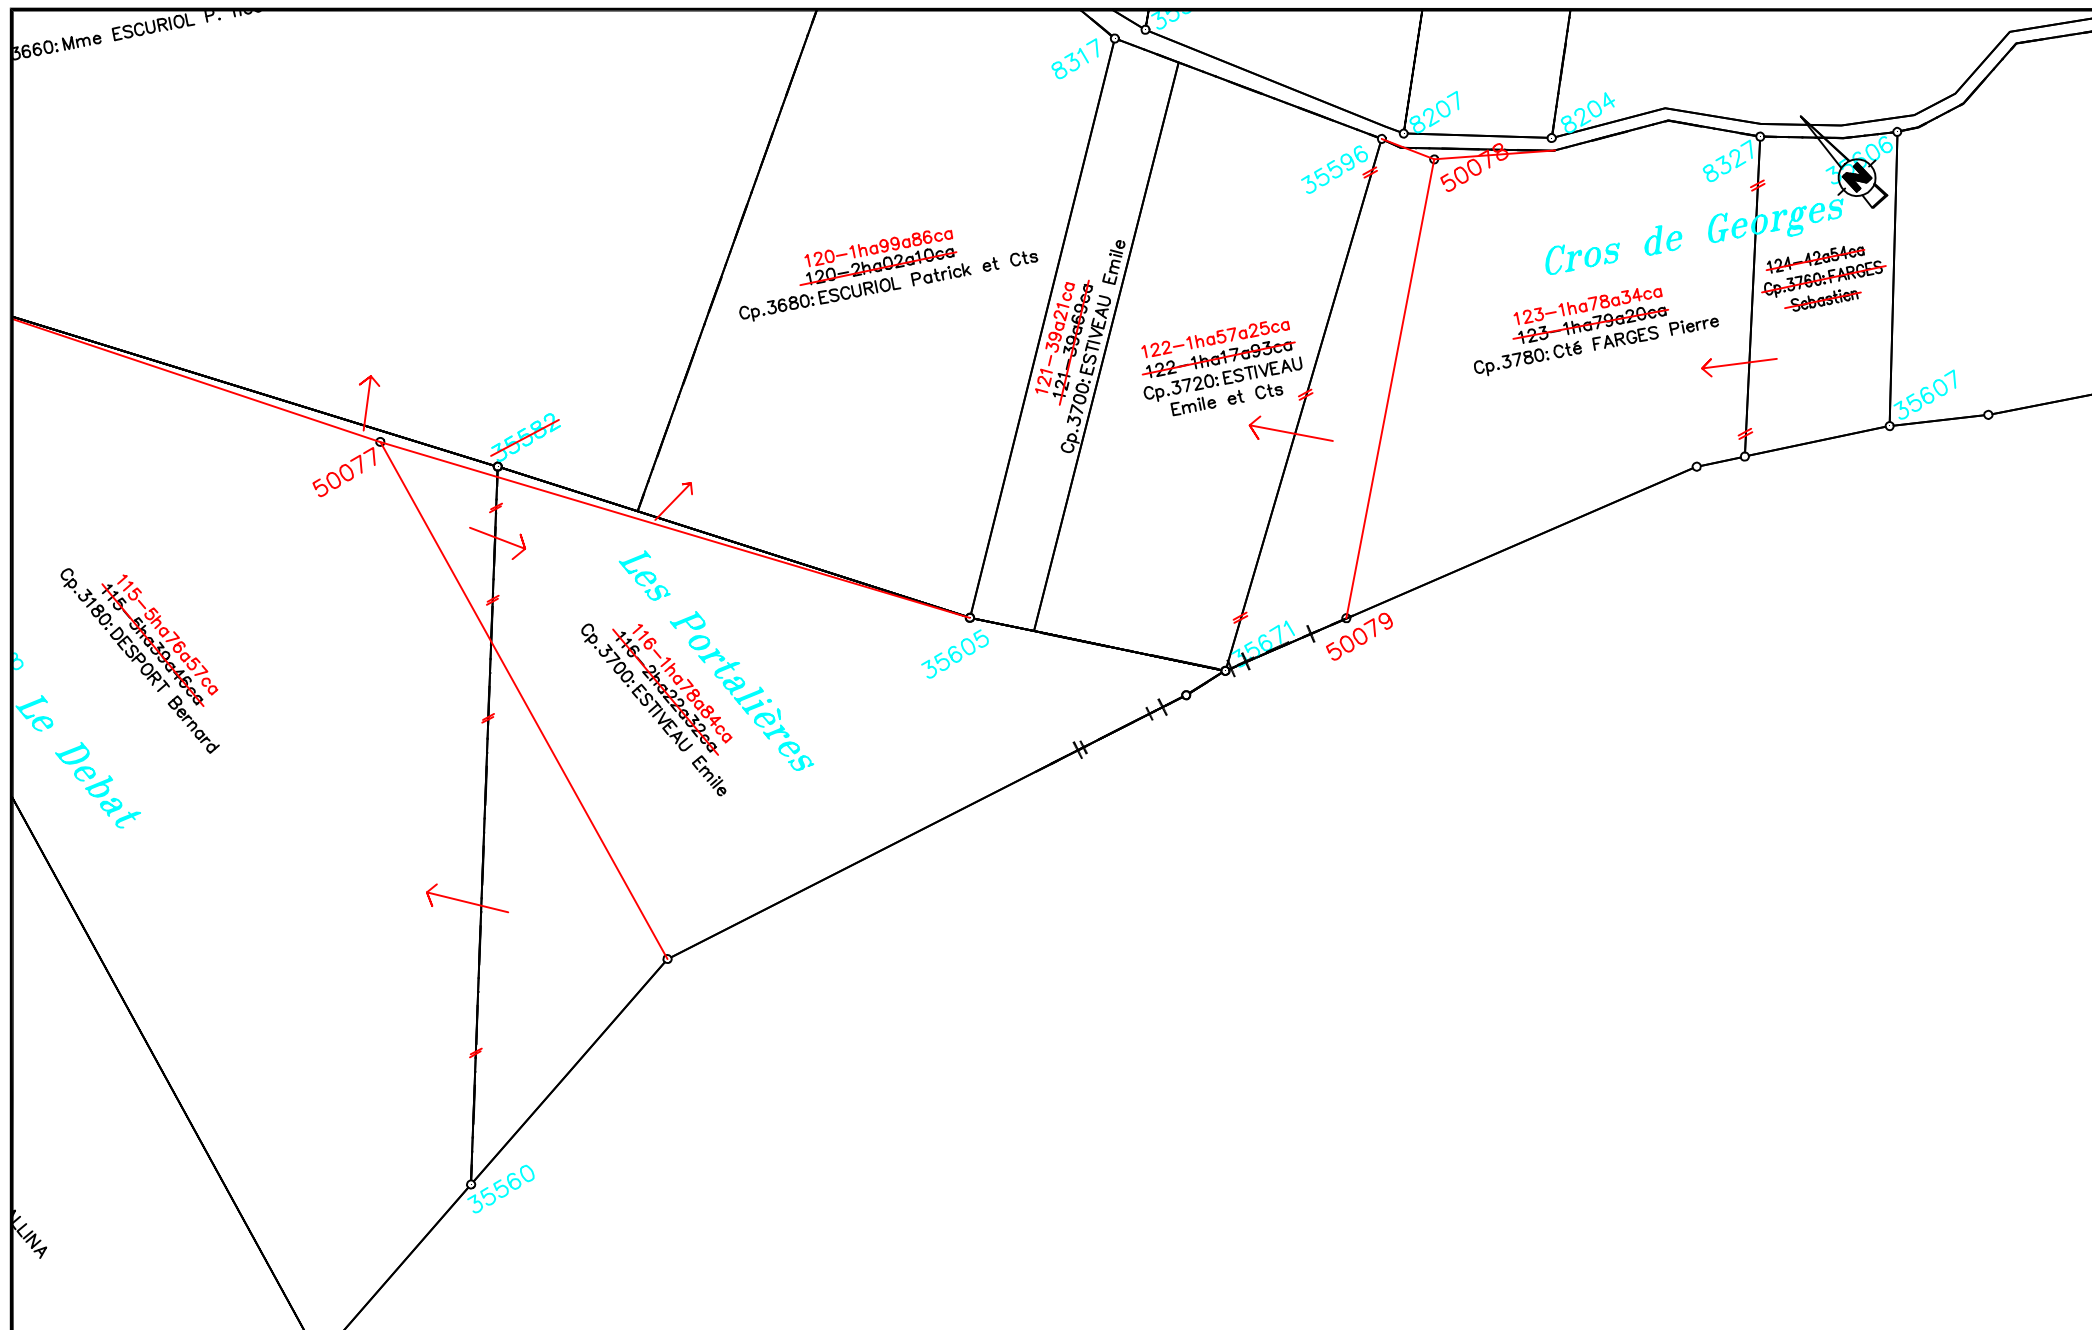 3660:Mme ESCURIOL P.
8317
8207
8204
35596
50078
8327
35606
N
Cros de Georges
120-1ha99a86ca
120-2ha02a10ca
Cp.3680:ESCURIOL Patrick et Cts
121-39a21ca
121-39a69ca
Cp.3700:ESTIVEAU Emile
122-1ha57a25ca
122-1ha17a93ca
Cp.3720:ESTIVEAU
Emile et Cts
123-1ha78a34ca
123-1ha79a20ca
Cp.3780:Cté FARGES Pierre
124-42a54ca
Cp.3760:FARGES
Sebastien
35607
35582
50077
35605
35671
50079
Les Portalières
115-5ha76a57ca
115-5ha39a46ca
Cp.3180:DESPORT Bernard
116-1ha78a84ca
116-2ha22a32ca
Cp.3700:ESTIVEAU Emile
Le Debat
35560
LLINA